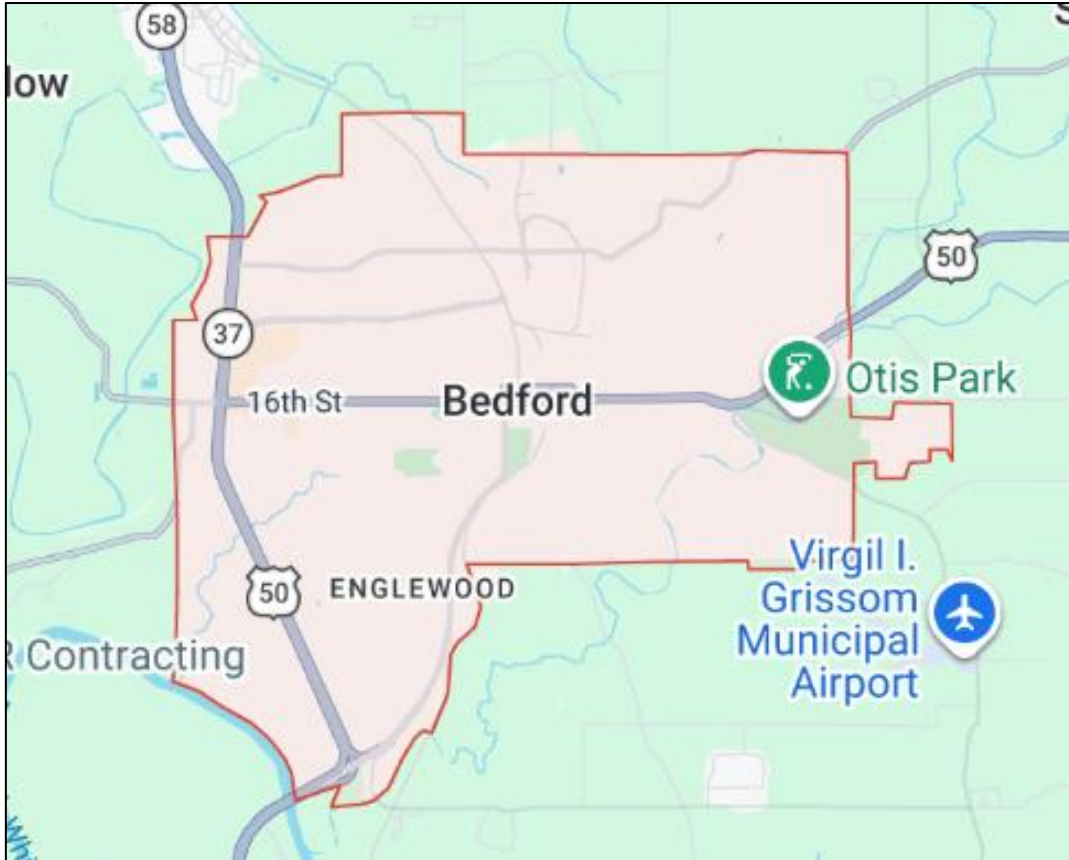 58
low
50
37
16th St
Bedford
Otis Park
50
ENGLEWOOD
Virgil I.
Grissom
Municipal
Airport
Contracting